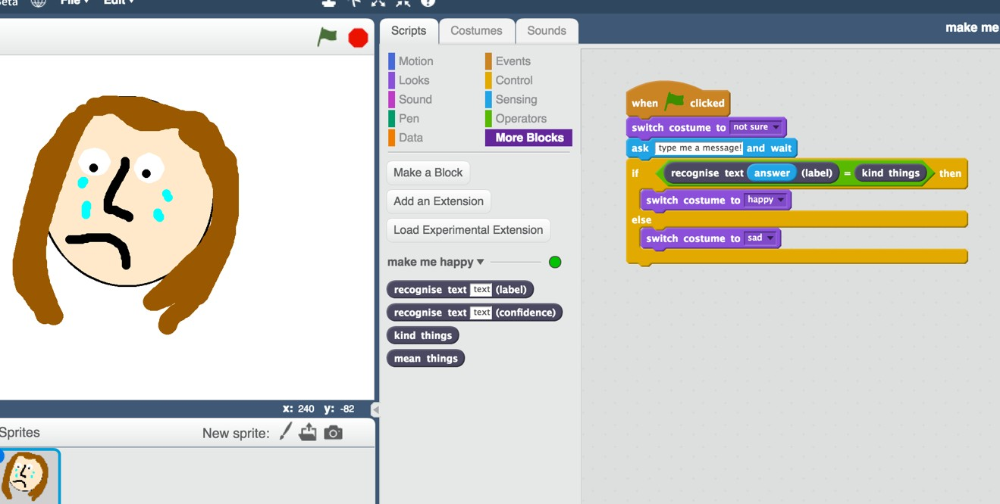 Beta File Edit
Scripts Costumes Sounds
make me
Motion Events
Looks Control
Sound Sensing
Pen Operators
Data More Blocks
Make a Block
Add an Extension
Load Experimental Extension
make me happy
recognise text text (label)
recognise text text (confidence)
kind things
mean things
when clicked
switch costume to not sure
ask type me a message! and wait
if recognise text answer (label) = kind things then
switch costume to happy
else
switch costume to sad
x: 240 y: -82
Sprites New sprite: